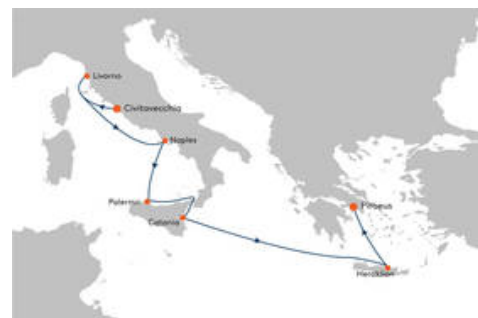 Livorno
Civitavecchia
Naples
Palermo
Catania
Piraeus
Heraklion